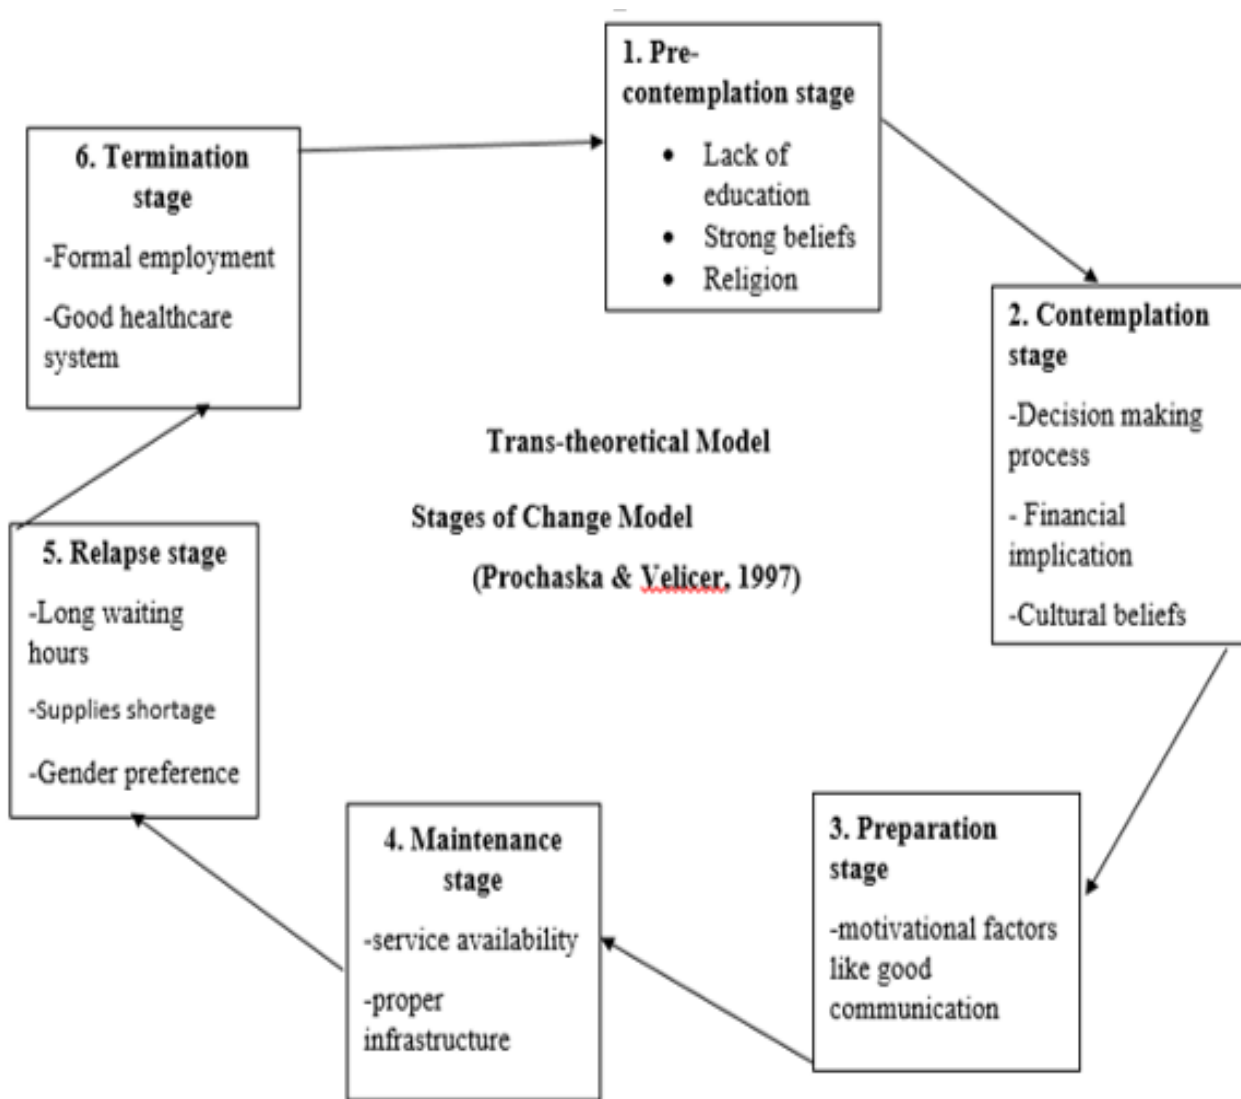 1. Pre-
contemplation stage
• Lack of
education
• Strong beliefs
• Religion
2. Contemplation
stage
-Decision making
process
- Financial
implication
-Cultural beliefs
3. Preparation
stage
-motivational factors
like good
communication
4. Maintenance
stage
-service availability
-proper
infrastructure
5. Relapse stage
-Long waiting
hours
-Supplies shortage
-Gender preference
6. Termination
stage
-Formal employment
-Good healthcare
system
Trans-theoretical Model
Stages of Change Model
(Prochaska & Velicer, 1997)